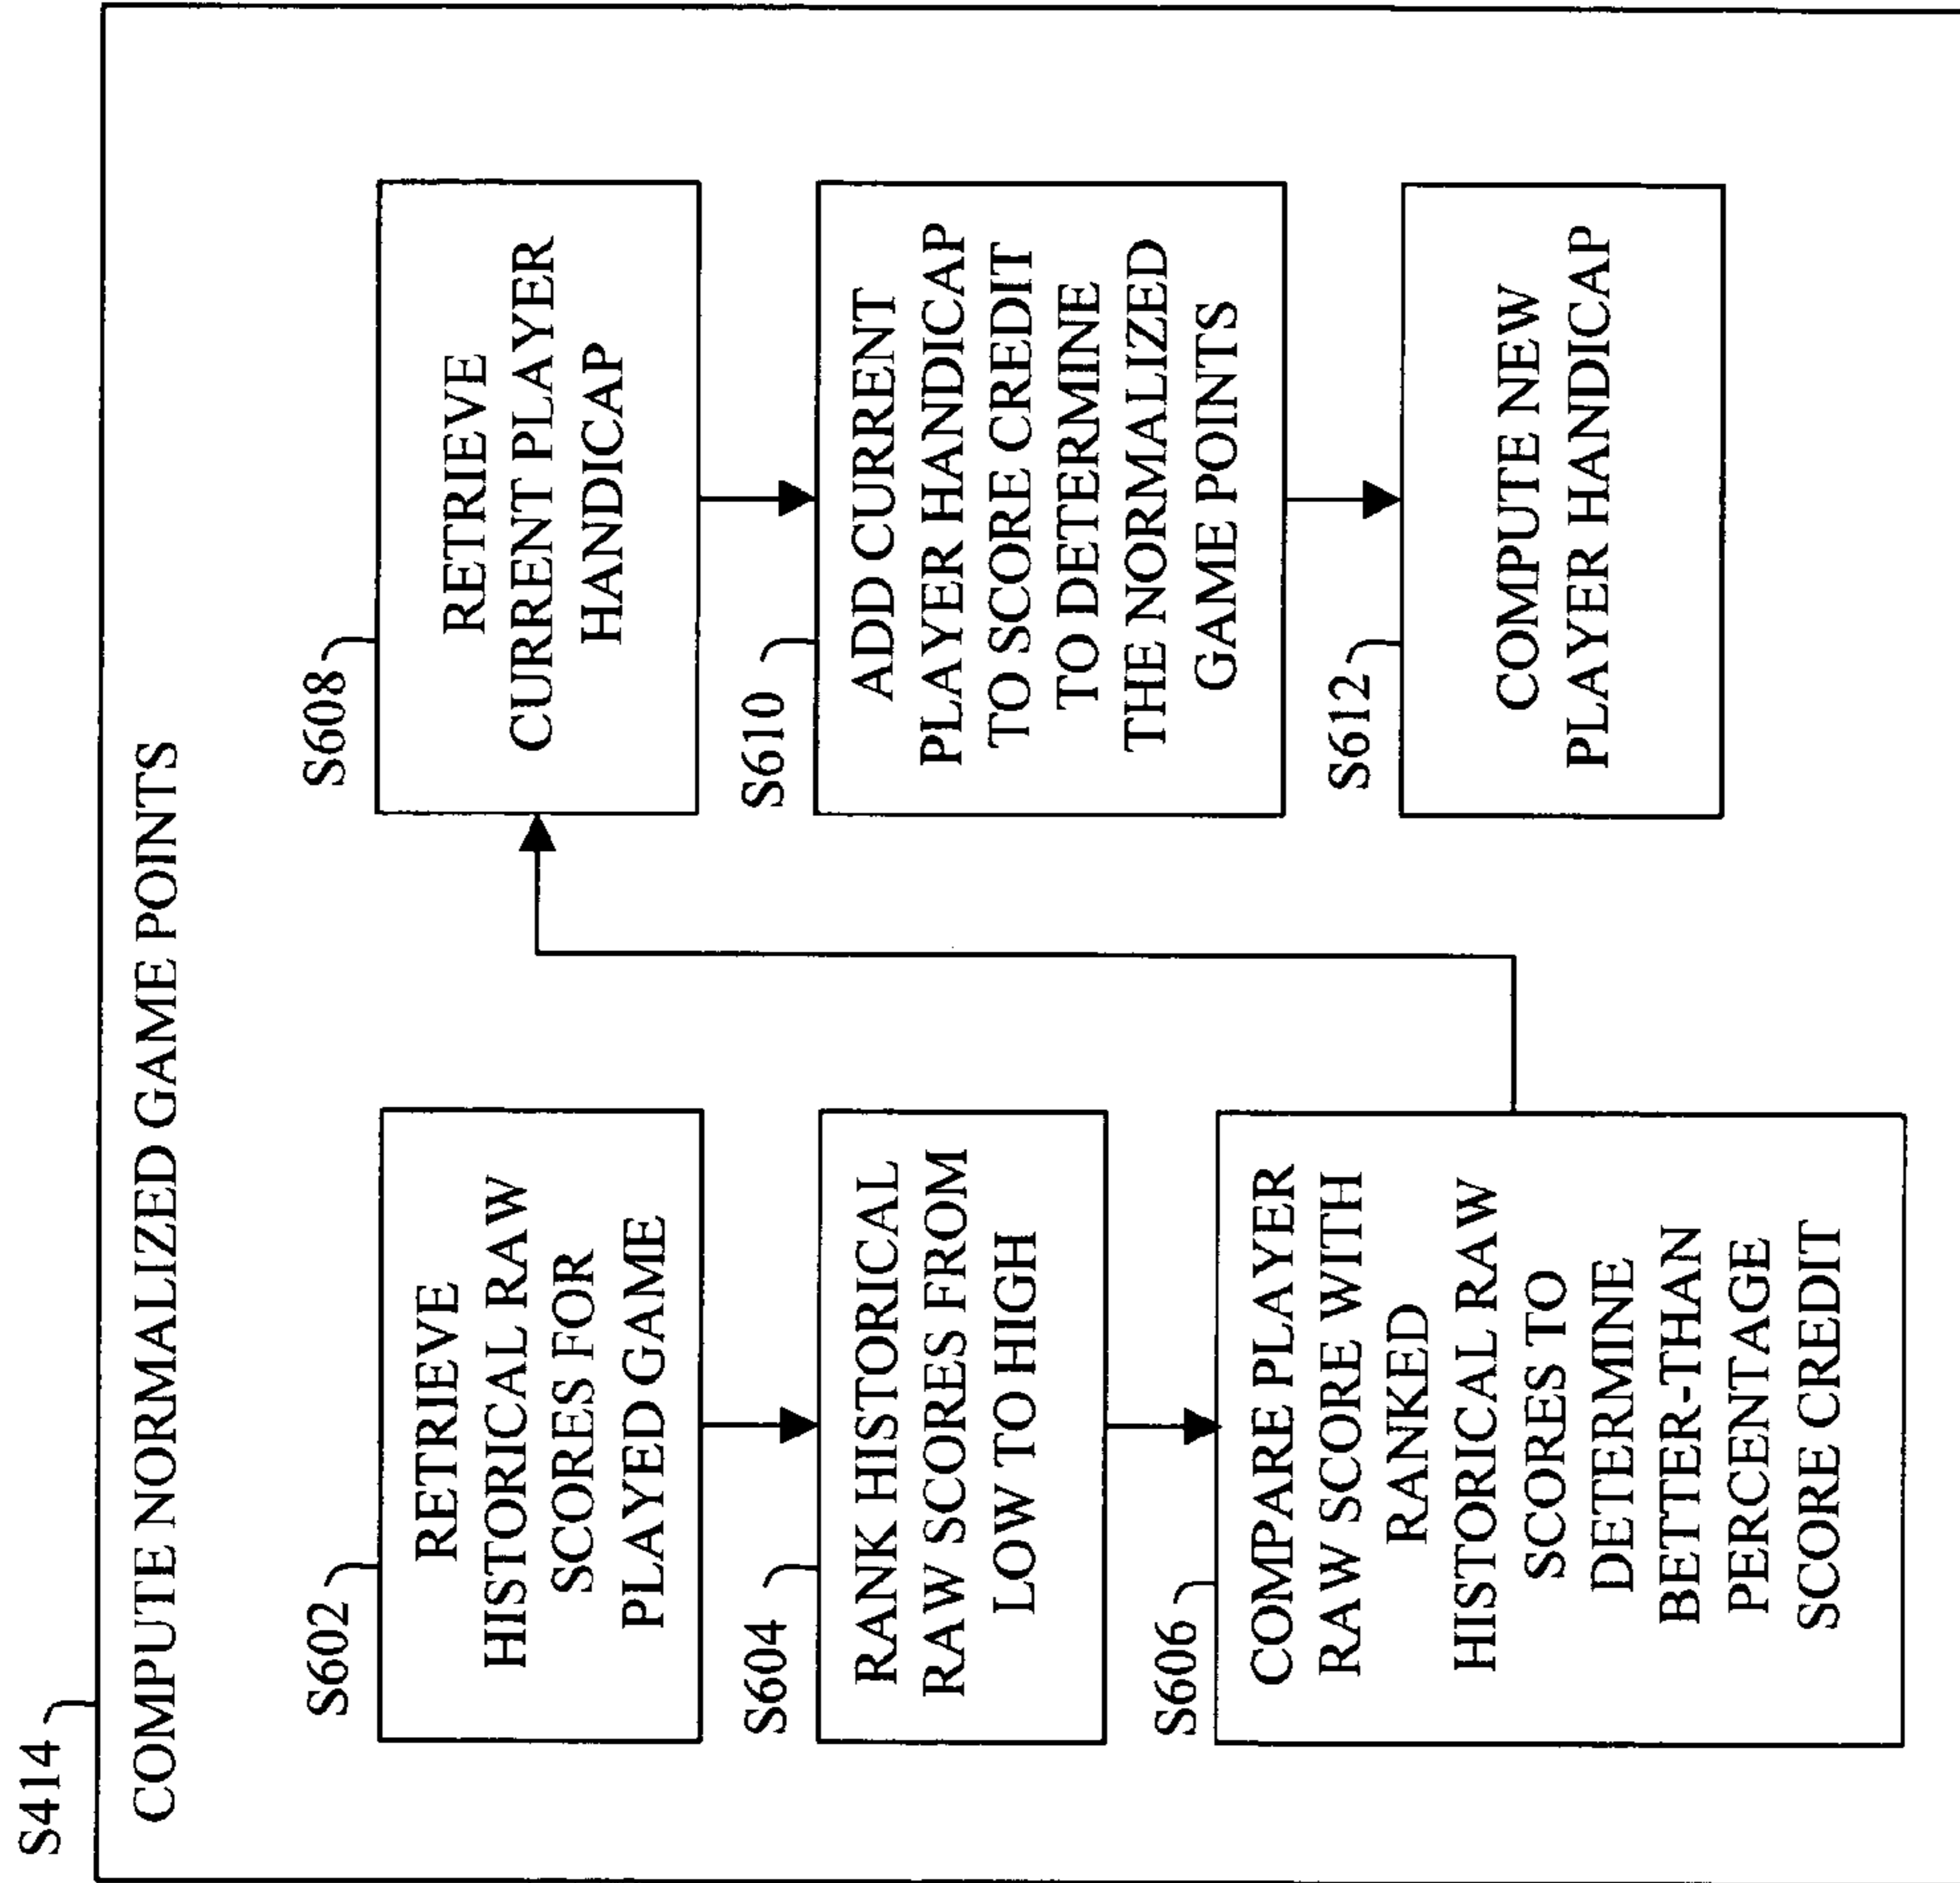 S414
COMPUTE NORMALIZED GAME POINTS
S602
RETRIEVE
HISTORICAL RAW
SCORES FOR
PLAYED GAME
S604
RANK HISTORICAL
RAW SCORES FROM
LOW TO HIGH
S606
COMPARE PLAYER
RAW SCORE WITH
RANKED
HISTORICAL RAW
SCORES TO
DETERMINE
BETTER-THAN
PERCENTAGE
SCORE CREDIT
S608
RETRIEVE
CURRENT PLAYER
HANDICAP
S610
ADD CURRENT
PLAYER HANDICAP
TO SCORE CREDIT
TO DETERMINE
THE NORMALIZED
GAME POINTS
S612
COMPUTE NEW
PLAYER HANDICAP